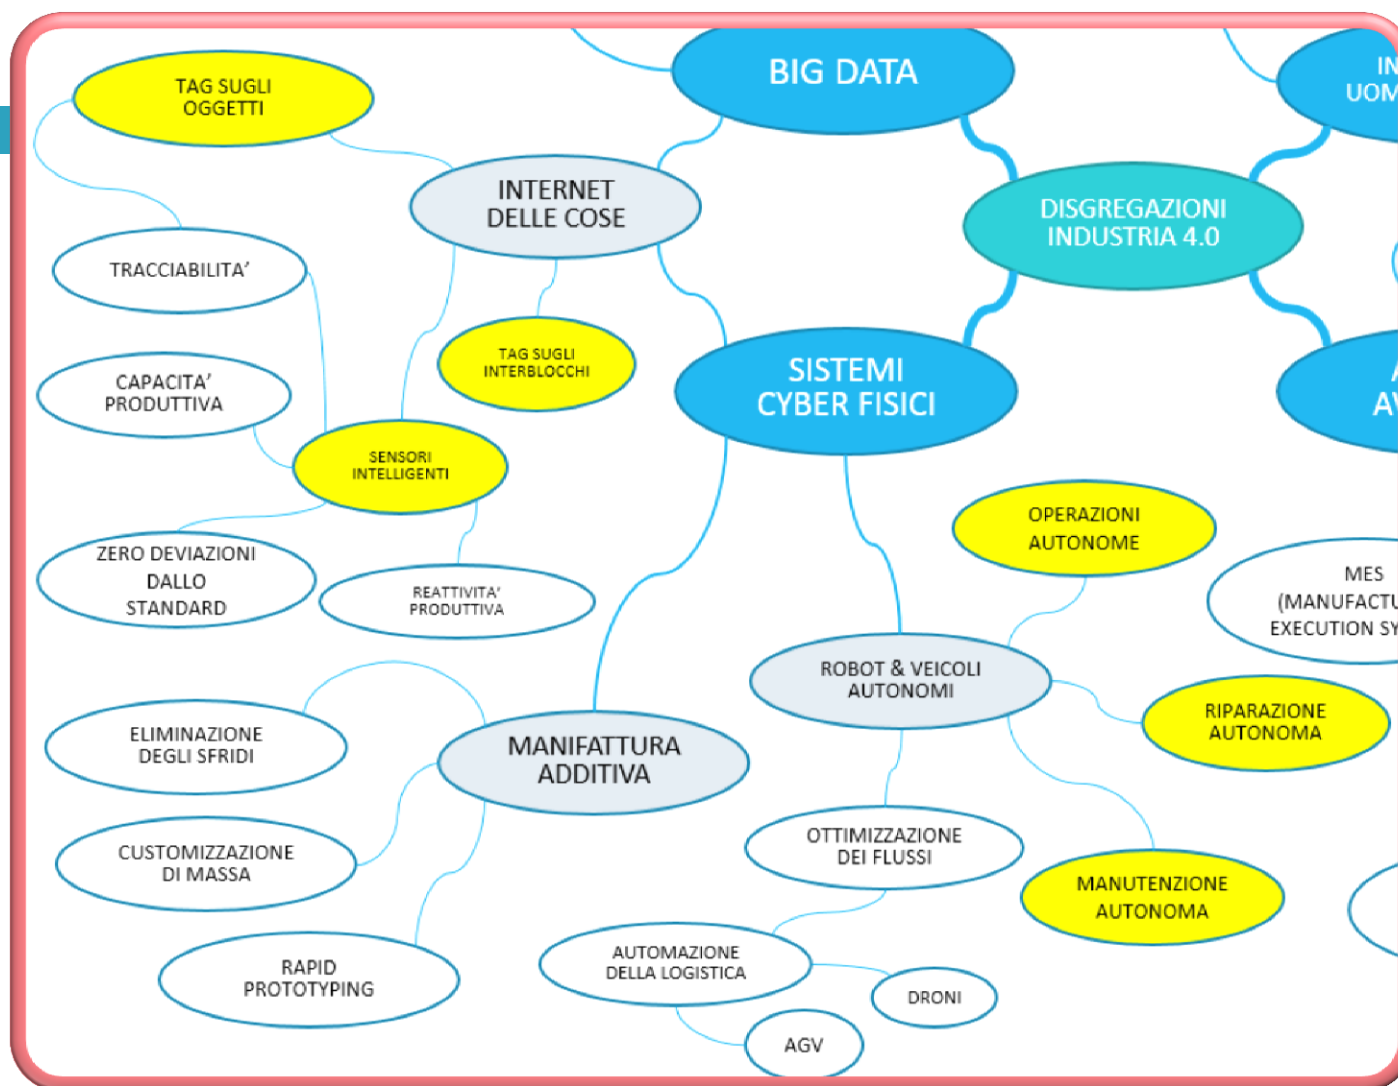 BIG DATA
TAG SUGLI
OGGETTI
INTERNET
DELLE COSE
DISGREGAZIONI
INDUSTRIA 4.0
TRACCIABILITA’
TAG SUGLI
INTERBLOCCHI
SISTEMI
CYBER FISICI
CAPACITA’
PRODUTTIVA
SENSORI
INTELLIGENTI
OPERAZIONI
AUTONOME
ZERO DEVIAZIONI
DALLO
STANDARD
REATTIVITA’
PRODUTTIVA
MES
EXECUTION
ROBOT & VEICOLI
AUTONOMI
RIPARAZIONE
AUTONOMA
ELIMINAZIONE
DEGLI SFRIDI
MANIFATTURA
ADDITIVA
OTTIMIZZAZIONE
DEI FLUSSI
CUSTOMIZZAZIONE
DI MASSA
MANUTENZIONE
AUTONOMA
AUTOMAZIONE
DELLA LOGISTICA
RAPID
PROTOTYPING
DRONI
AGV